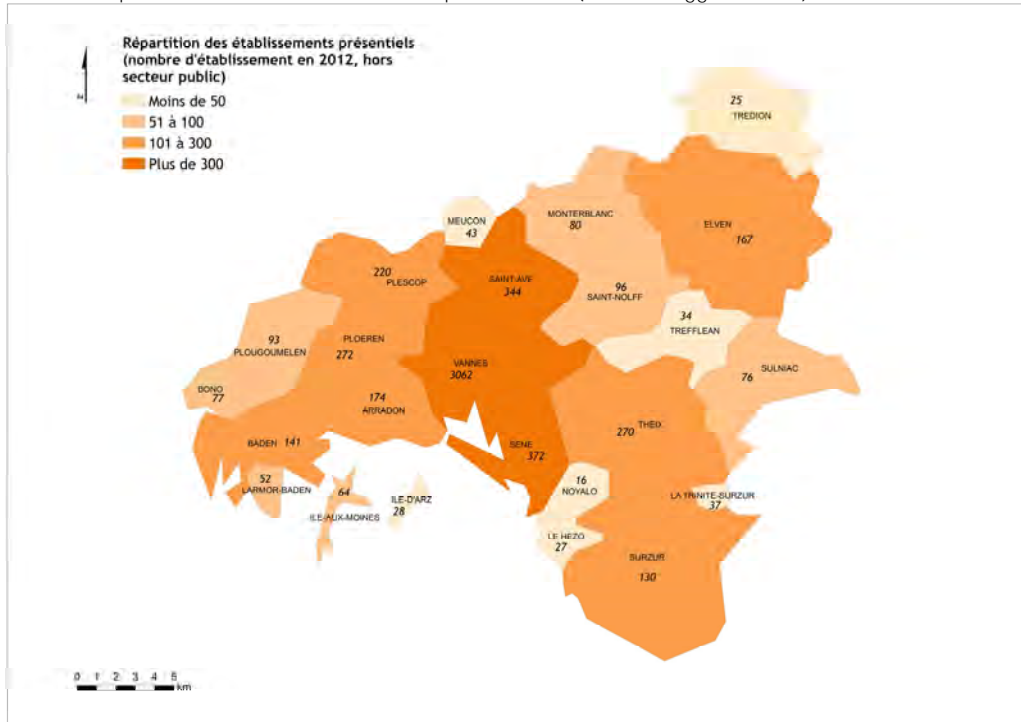 Répartition des établissements présentiels
(nombre d'établissement en 2012, hors
secteur public)
Moins de 50
51 à 100
101 à 300
Plus de 300
25
TREDION
MEUCON
43
MONTERBLANC
80
ELVEN
167
220
PLESCOP
SAINT-AVE
344
96
SAINT-NOLFF
34
TREFFLEAN
93
PLOUGOUMELEN
PLOEREN
272
VANNES
3062
SULNIAC
76
BONO
77
174
ARRADON
BADEN 141
270 THEO
SENE
372
52
LARMOR-BADEN
64
ILE-AUX-MOINES
ILE-D'ARZ
28
16
NOYALO
LA TRINITE-SURZUR
37
LE HEZO
27
SURZUR
130
0 1 2 3 4 5
km